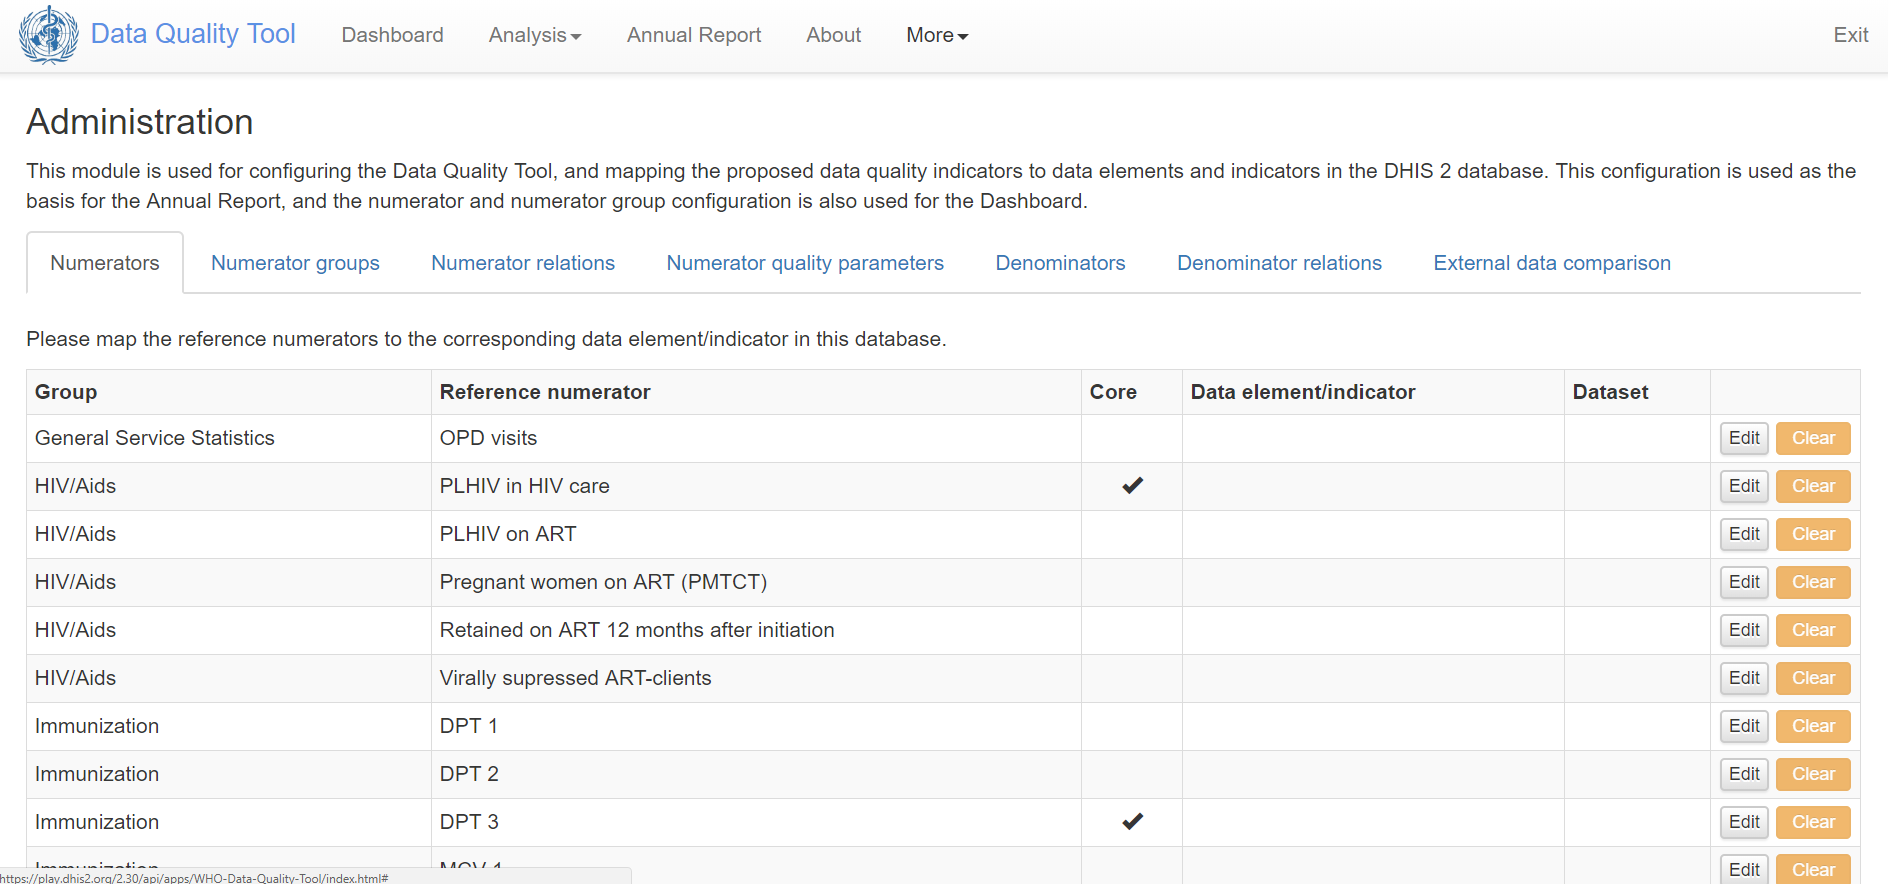 Data Quality Tool Dashboard Analysis Annual Report About More Exit
Administration
This module is used for configuring the Data Quality Tool, and mapping the proposed data quality indicators to data elements and indicators in the DHIS 2 database. This configuration is used as the
basis for the Annual Report, and the numerator and numerator group configuration is also used for the Dashboard.
Numerators Numerator groups Numerator relations Numerator quality parameters Denominators Denominator relations External data comparison
Please map the reference numerators to the corresponding data element/indicator in this database.
Group Reference numerator Core Data element/indicator Dataset
General Service Statistics OPD visits Edit Clear
HIV/Aids PLHIV in HIV care Edit Clear
HIV/Aids PLHIV on ART Edit Clear
HIV/Aids Pregnant women on ART (PMTCT) Edit Clear
HIV/Aids Retained on ART 12 months after initiation Edit Clear
HIV/Aids Virally supressed ART-clients Edit Clear
Immunization DPT 1 Edit Clear
Immunization DPT 2 Edit Clear
Immunization DPT 3 Edit Clear
Immunization MCV 1 Edit Clear
https://play.dhis2.org/2.30/api/apps/WHO-Data-Quality-Tool/index.html#